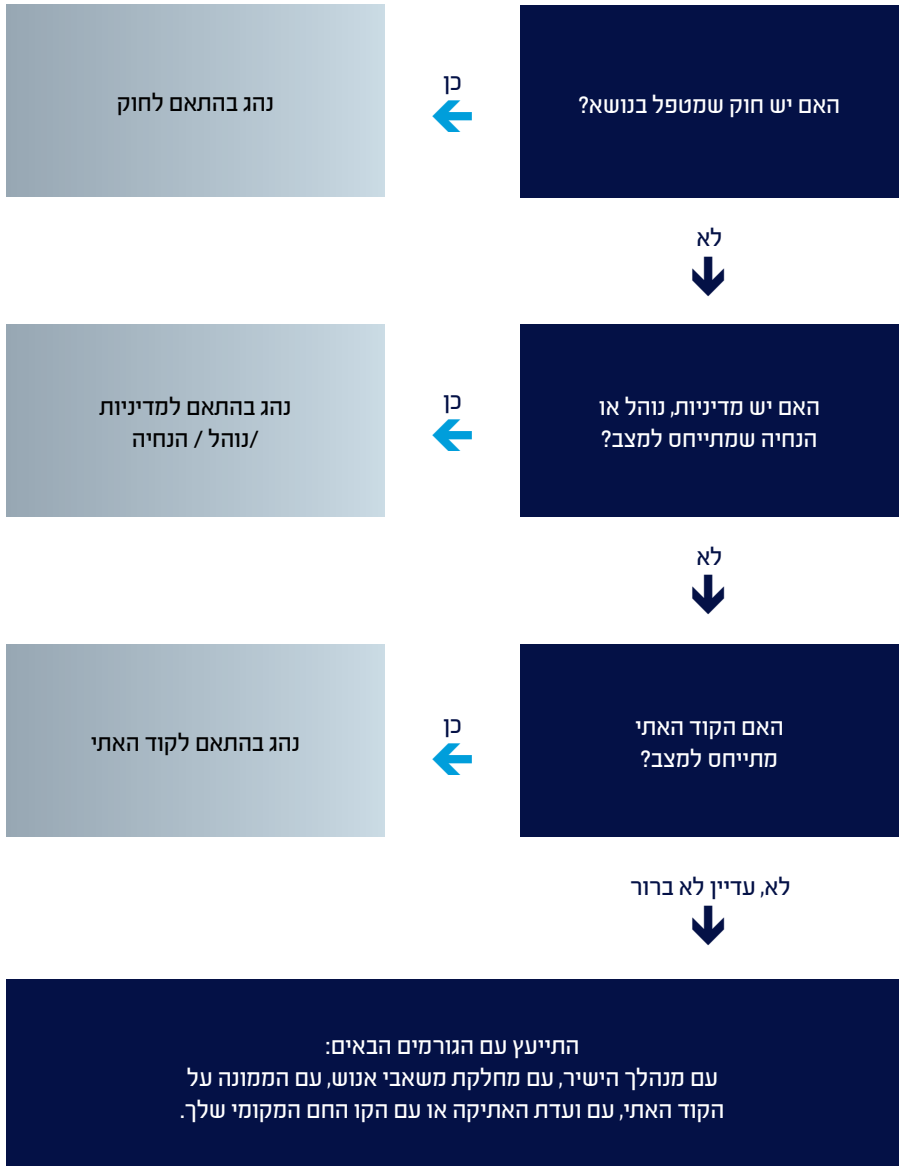 האם יש חוק שמטפל בנושא?
כן
נהג בהתאם לחוק
לא
האם יש מדיניות, נוהל או
הנחיה שמתייחס למצב?
כן
נהג בהתאם למדיניות
/נוהל / הנחיה
לא
האם הקוד האתי
מתייחס למצב?
כן
נהג בהתאם לקוד האתי
לא, עדיין לא ברור
התייעץ עם הגורמים הבאים:
עם מנהלך הישיר, עם מחלקת משאבי אנוש, עם הממונה על
הקוד האתי, עם ועדת האתיקה או עם הקו החם המקומי שלך.